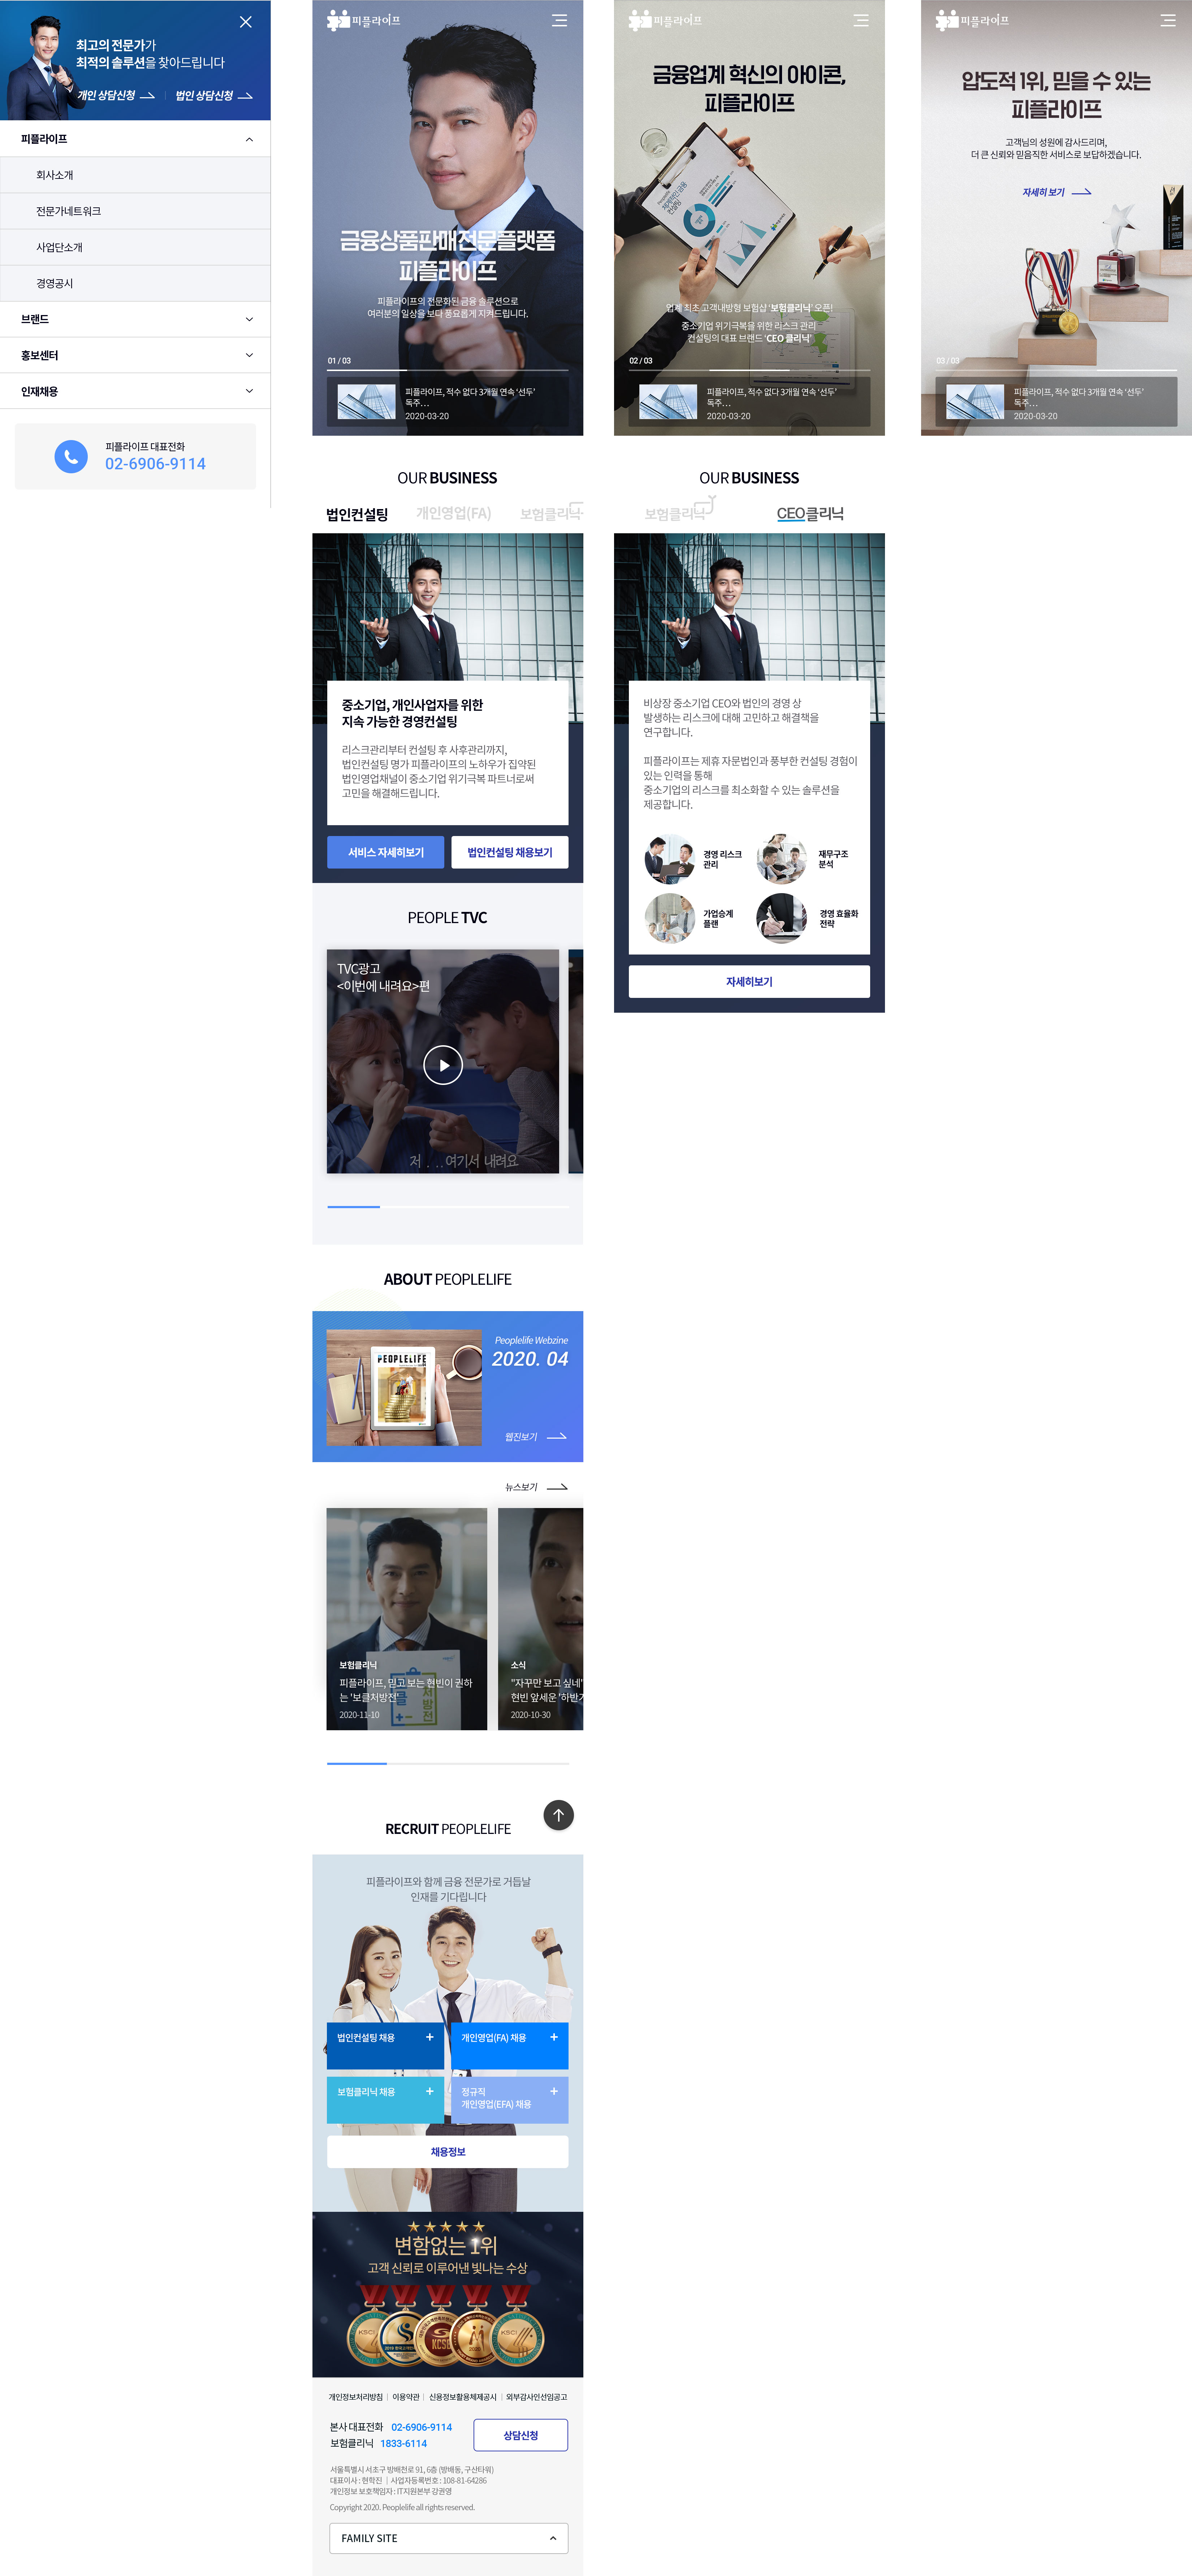 최고의 전문가가
최적의 솔루션을 찾아드립니다
개인 상담신청
법인 상담신청
피플라이프
회사소개
전문가네트워크
사업단소개
경영공시
브랜드
홍보센터
인재채용
피플라이프 대표전화
02-6906-9114
피플라이프
금융상품판매전문플랫폼
피플라이프
피플라이프의 전문화된 금융 솔루션으로
여러분의 일상을 보다 풍요롭게 지켜드립니다.
01 / 03
피플라이프, 적수 없다 3개월 연속 '선두'
독주…
2020-03-20
OUR BUSINESS
법인컨설팅
개인영업(FA)
보험클리닉
중소기업, 개인사업자를 위한
지속 가능한 경영컨설팅
리스크관리부터 컨설팅 후 사후관리까지,
법인컨설팅 명가 피플라이프의 노하우가 집약된
법인영업채널이 중소기업 위기극복 파트너로써
고민을 해결해드립니다.
서비스 자세히보기
법인컨설팅 채용보기
PEOPLE TVC
TVC광고
<이번에 내려요>편
저 . . . 여기서 내려요
ABOUT PEOPLELIFE
PEOPLELIFE
Peoplelife Webzine
2020. 04
웹진보기
뉴스보기
보험클리닉
피플라이프, 믿고 보는 현빈이 권하
는 '보클처방전'
2020-11-10
소식
"자꾸만 보고 싶네"
현빈 앞세운 '하반기
2020-10-30
RECRUIT PEOPLELIFE
피플라이프와 함께 금융 전문가로 거듭날
인재를 기다립니다
법인컨설팅 채용
개인영업(FA) 채용
보험클리닉 채용
정규직
개인영업(EFA) 채용
채용정보
변함없는 1위
고객 신뢰로 이루어낸 빛나는 수상
KSCI
KCSB
2020
KSCI
개인정보처리방침
이용약관
신용정보활용체제공시
외부감사인선임공고
본사 대표전화 02-6906-9114
보험클리닉 1833-6114
상담신청
서울특별시 서초구 방배천로 91, 6층 (방배동, 구산타워)
대표이사 : 현학진 | 사업자등록번호 : 108-81-64286
개인정보 보호책임자 : IT지원본부 강권영
Copyright 2020. Peoplelife all rights reserved.
FAMILY SITE
피플라이프
금융업계 혁신의 아이콘,
피플라이프
업계 최초 고객내방형 보험샵 '보험클리닉' 오픈!
중소기업 위기극복을 위한 리스크 관리
컨설팅의 대표 브랜드 'CEO 클리닉'
02 / 03
피플라이프, 적수 없다 3개월 연속 '선두'
독주…
2020-03-20
OUR BUSINESS
보험클리닉
CEO클리닉
비상장 중소기업 CEO와 법인의 경영 상
발생하는 리스크에 대해 고민하고 해결책을
연구합니다.
피플라이프는 제휴 자문법인과 풍부한 컨설팅 경험이
있는 인력을 통해
중소기업의 리스크를 최소화할 수 있는 솔루션을
제공합니다.
경영 리스크
관리
재무구조
분석
가업승계
플랜
경영 효율화
전략
자세히보기
피플라이프
압도적 1위, 믿을 수 있는
피플라이프
고객님의 성원에 감사드리며,
더 큰 신뢰와 믿음직한 서비스로 보답하겠습니다.
자세히 보기
03 / 03
피플라이프, 적수 없다 3개월 연속 '선두'
독주…
2020-03-20